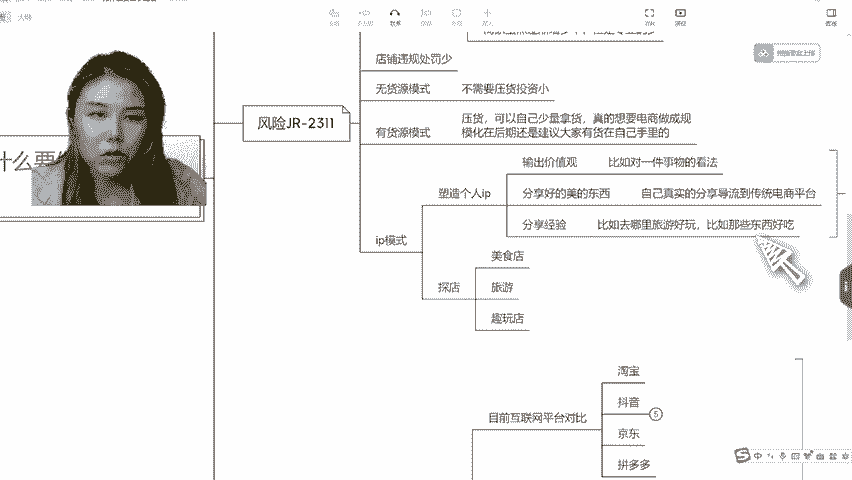 店铺违规处罚少
无货源模式 不需要压货投资小
风险JR-2311
有货源模式 压货，可以自己少量拿货，真的想要电商做成规
模化在后期还是建议大家有货在自己手里的
什么要
输出价值观 比如对一件事物的看法
塑造个人ip
分享好的美的东西 自己真实的分享导流到传统电商平台
分享经验 比如去哪里旅游好玩，比如那些东西好吃
ip模式
美食店
探店 旅游
趣玩店
淘宝
抖音 5
目前互联网平台对比
京东
拼多多
中